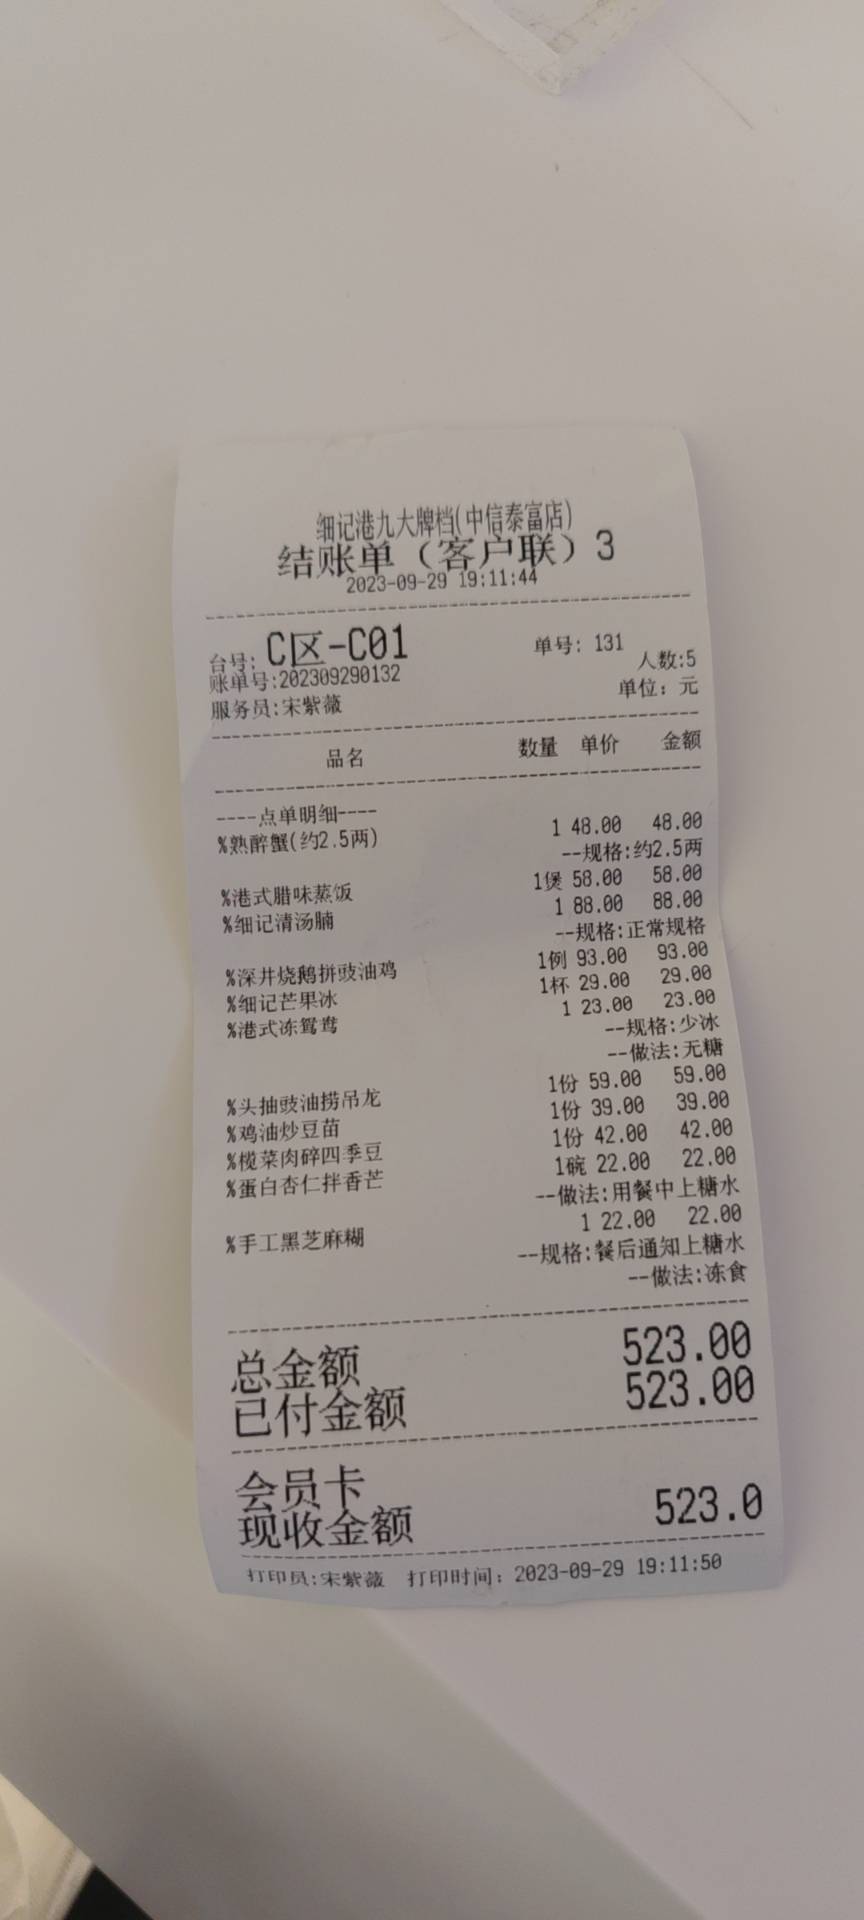 细记港九大牌档(中信泰富店)
结账单（客户联）3
2023-09-29 19:11:44
台号: C区-C01 单号: 131
账单号:202309290132 人数:5
服务员:宋紫薇 单位: 元
品名 数量 单价 金额
----点单明细----
%熟醉蟹(约2.5两) 1 48.00 48.00
--规格:约2.5两
%港式腊味蒸饭 1煲 58.00 58.00
%细记清汤腩 1 88.00 88.00
--规格:正常规格
%深井烧鹅拼豉油鸡 1例 93.00 93.00
%细记芒果冰 1杯 29.00 29.00
%港式冻鸳鸯 1 23.00 23.00
--规格:少冰
--做法:无糖
%头抽豉油捞吊龙 1份 59.00 59.00
%鸡油炒豆苗 1份 39.00 39.00
%榄菜肉碎四季豆 1份 42.00 42.00
%蛋白杏仁拌香芒 1碗 22.00 22.00
--做法:用餐中上糖水
%手工黑芝麻糊 1 22.00 22.00
--规格:餐后通知上糖水
--做法:冻食
总金额 523.00
已付金额 523.00
会员卡
现收金额 523.0
打印员:宋紫薇 打印时间: 2023-09-29 19:11:50